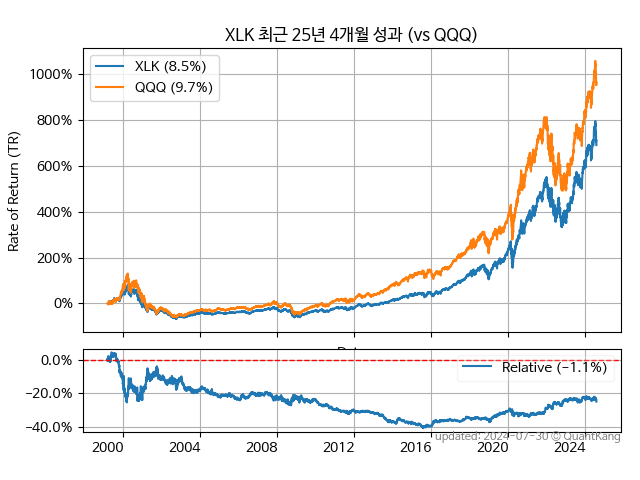 XLK 최근 25년 4개월 성과 (vs QQQ)
XLK (8.5%)
QQQ (9.7%)
Rate of Return (TR)
1000%
800%
600%
400%
200%
0%
Relative (−1.1%)
0.0%
−20.0%
−40.0%
updated: 2024-07-30 © QuantKang
2000
2004
2008
2012
2016
2020
2024